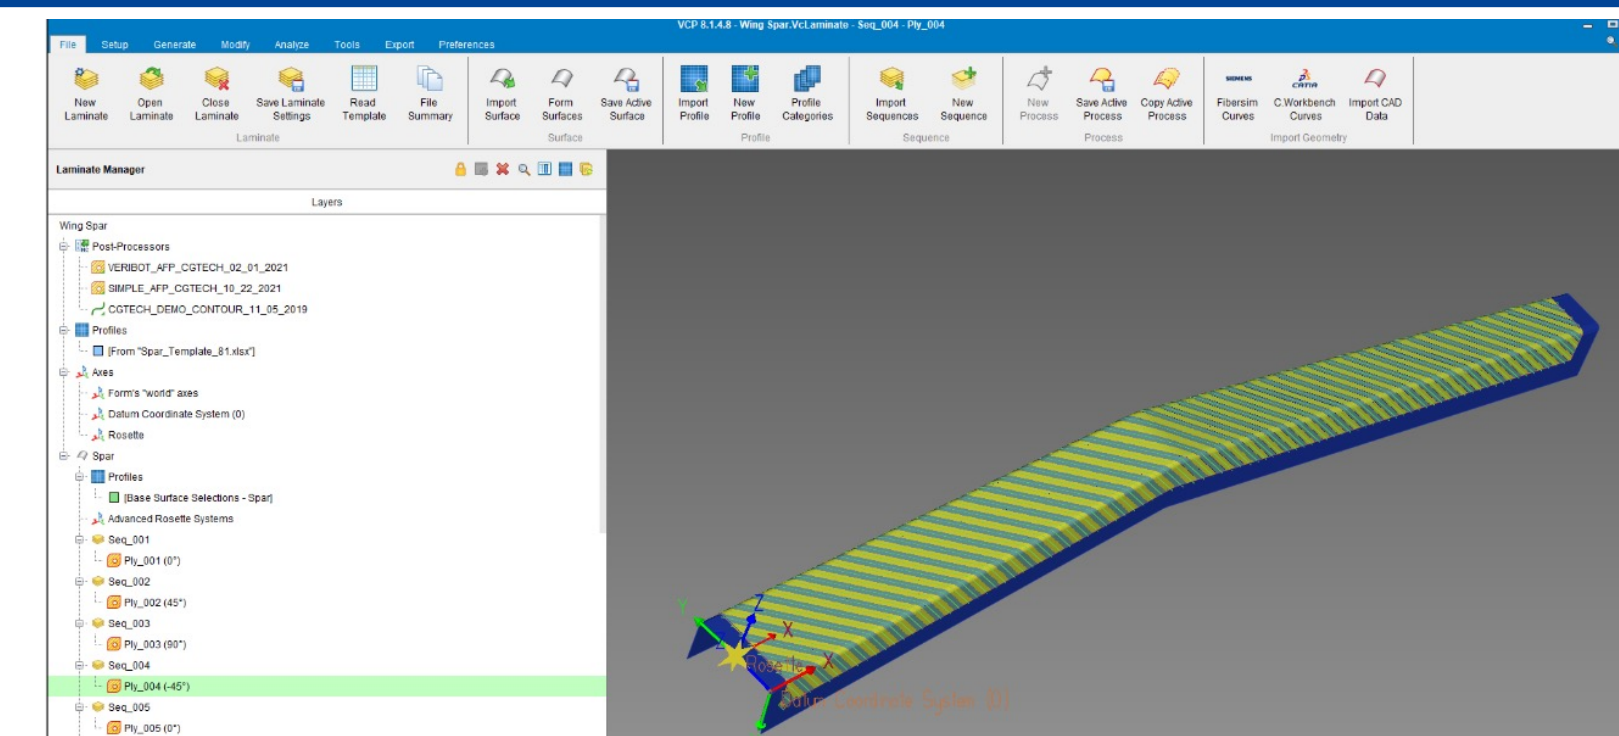 VCP 8.1.4.8 - Wing Spar.VcLaminate - Seq_004 - Ply_004
File Setup Generate Modify Analyze Tools Export Preferences
New Laminate
Open Laminate
Close Laminate
Save Laminate Settings
Read Template
File Summary
Import Surface
Form Surfaces
Save Active Surface
Import Profile
New Profile
Profile Categories
Import Sequences
New Sequence
New Process
Save Active Process
Copy Active Process
SIEMENS
Fibersim Curves
CATIA
C.Workbench Curves
Import CAD Data
Laminate
Surface
Profile
Sequence
Process
Import Geometry
Laminate Manager
Layers
Wing Spar
Post-Processors
VERIBOT_AFP_CGTECH_02_01_2021
SIMPLE_AFP_CGTECH_10_22_2021
CGTECH_DEMO_CONTOUR_11_05_2019
Profiles
[From "Spar_Template_81.xlsx"]
Axes
Form's "world" axes
Datum Coordinate System (0)
Rosette
Spar
Profiles
[Base Surface Selections - Spar]
Advanced Rosette Systems
Seq_001
Ply_001 (0°)
Seq_002
Ply_002 (45°)
Seq_003
Ply_003 (90°)
Seq_004
Ply_004 (-45°)
Seq_005
Ply_005 (0°)
Y
Z
X
Z
Rosette
X
Datum Coordinate System (0)